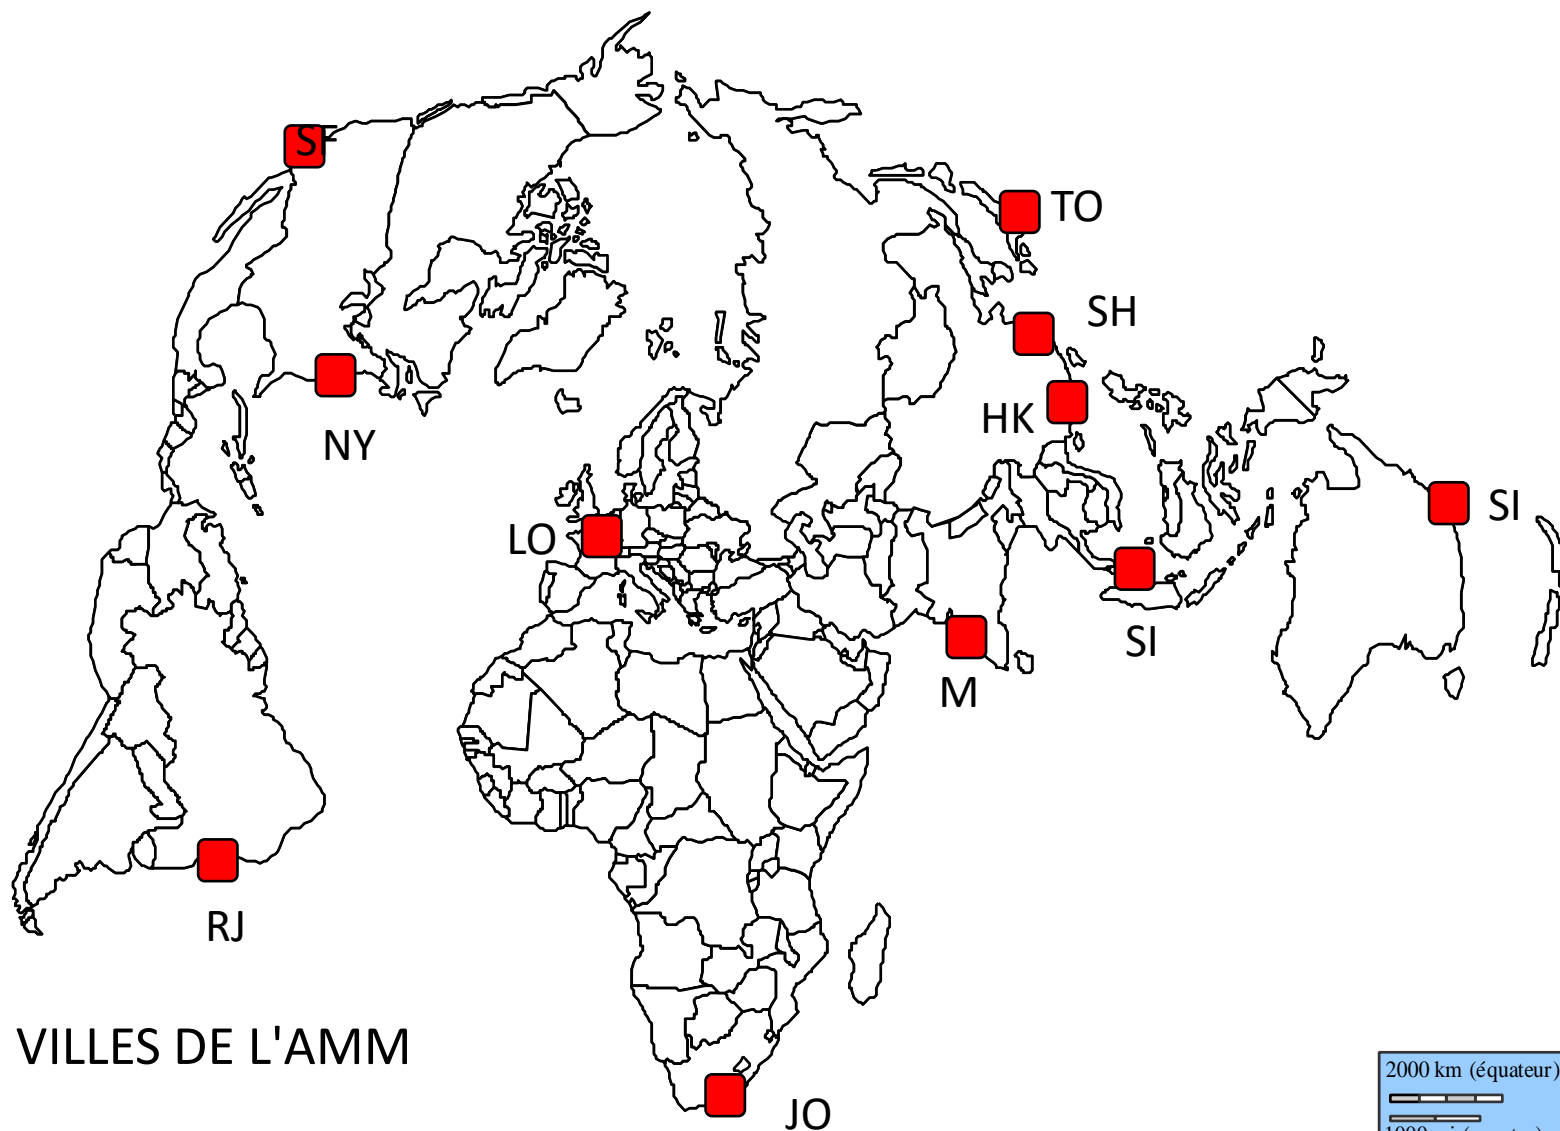 SF
TO
SH
NY
HK
LO
SI
SI
M
RJ
VILLES DE L'AMM
JO
2000 km (équateur)